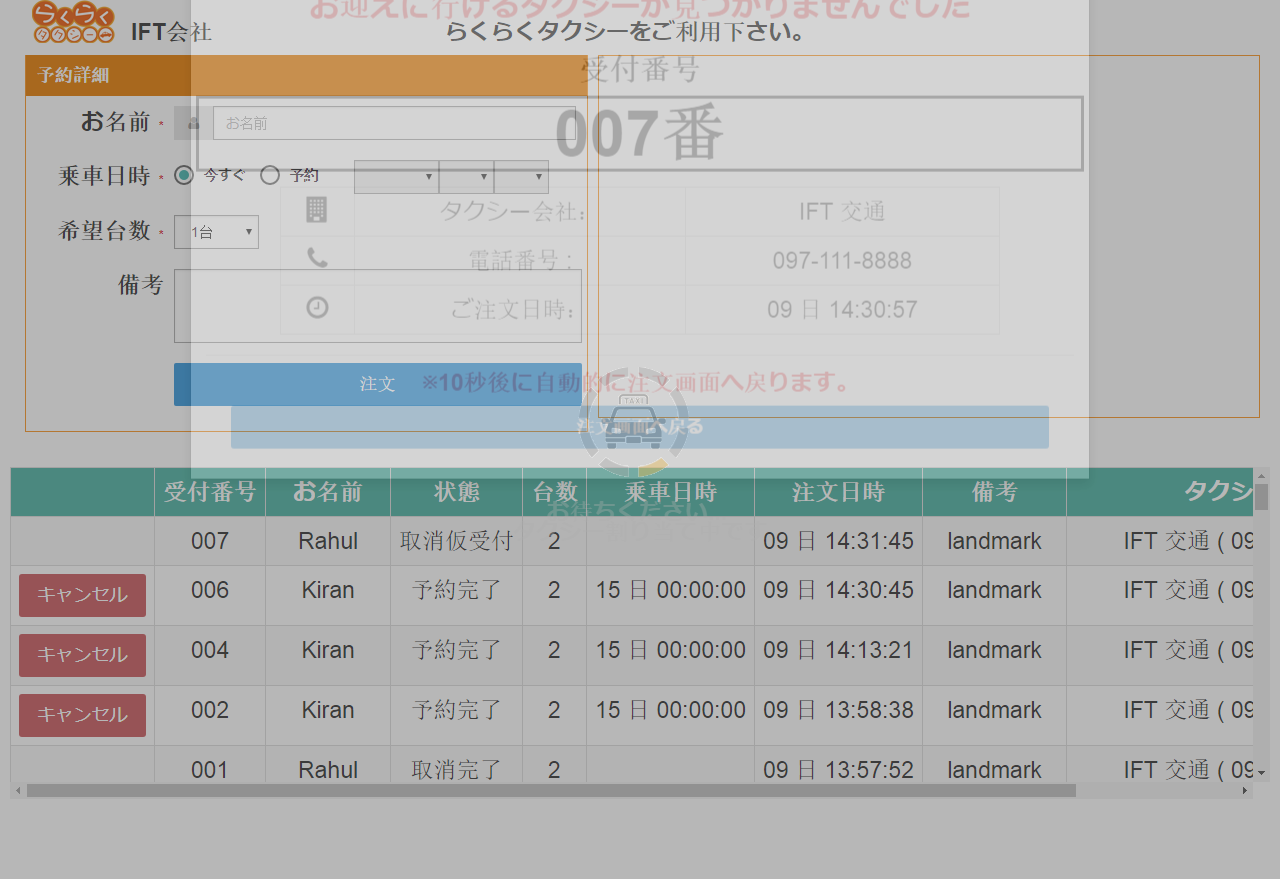 お迎えに行けるタクシーが見つかりませんでした
らくらく
タクシー
IFT会社
らくらくタクシーをご利用下さい。
予約詳細
受付番号
お名前 * お名前
007番
乗車日時 * 今すぐ 予約
タクシー会社: IFT 交通
希望台数 * 1台
電話番号 : 097-111-8888
備考
ご注文日時: 09 日 14:30:57
注文
※10秒後に自動的に注文画面へ戻ります。
TAXI
注文画面へ戻る
お待ちください
受付番号 お名前 状態 台数 乗車日時 注文日時 備考 タクシ
007 Rahul 取消仮受付 2 09 日 14:31:45 landmark IFT 交通 ( 09
キャンセル 006 Kiran 予約完了 2 15 日 00:00:00 09 日 14:30:45 landmark IFT 交通 ( 09
キャンセル 004 Kiran 予約完了 2 15 日 00:00:00 09 日 14:13:21 landmark IFT 交通 ( 09
キャンセル 002 Kiran 予約完了 2 15 日 00:00:00 09 日 13:58:38 landmark IFT 交通 ( 09
001 Rahul 取消完了 2 09 日 13:57:52 landmark IFT 交通 ( 09